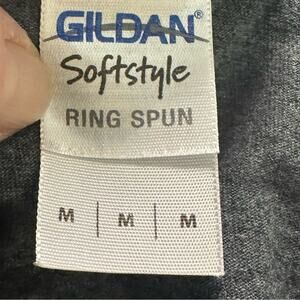 GILDAN®
Softstyle
RING SPUN
M | M | M